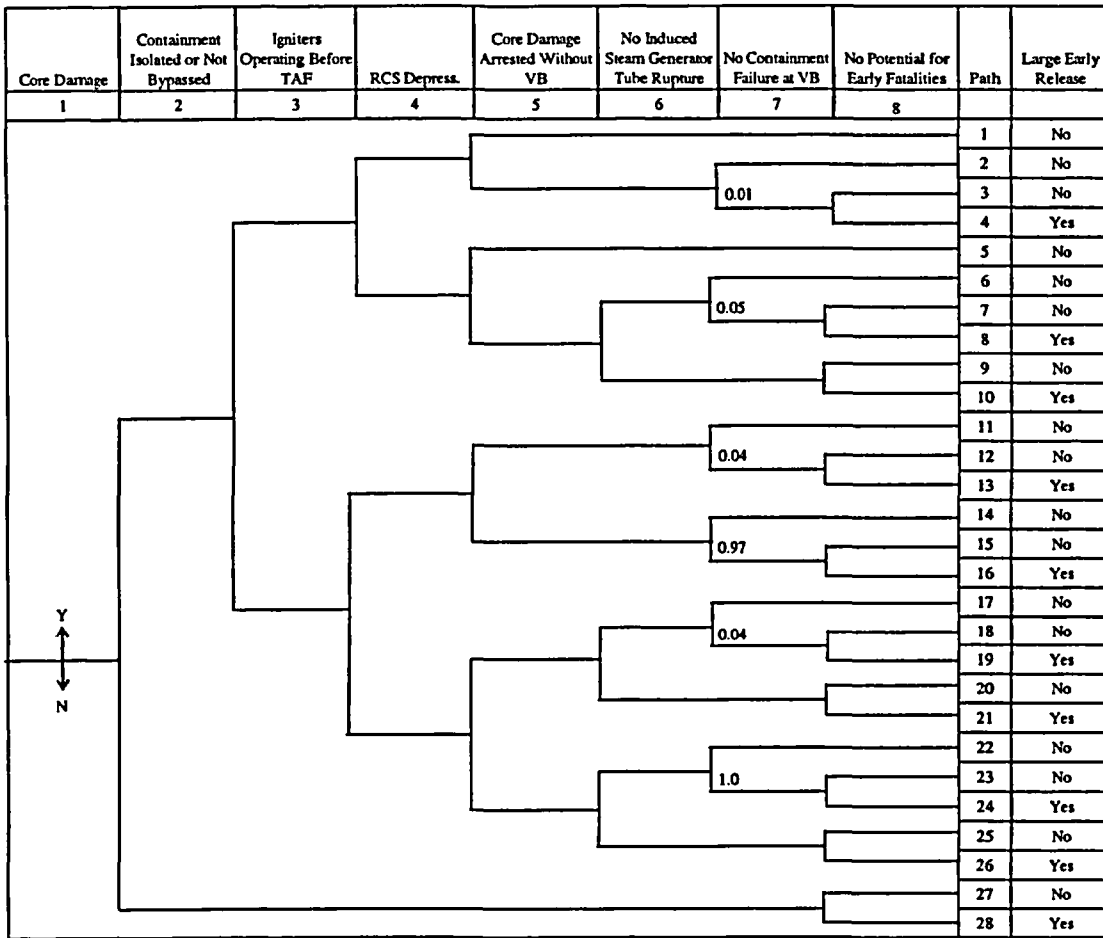 Core Damage
Containment
Isolated or Not
Bypassed
Igniters
Operating Before
TAF
RCS Depress.
Core Damage
Arrested Without
VB
No Induced
Steam Generator
Tube Rupture
No Containment
Failure at VB
No Potential for
Early Fatalities
Path
Large Early
Release
1 2 3 4 5 6 7 8
1 No
2 No
0.01
3 No
4 Yes
5 No
6 No
0.05
7 No
8 Yes
9 No
10 Yes
11 No
0.04
12 No
13 Yes
14 No
0.97
15 No
16 Yes
17 No
Y
0.04
18 No
19 Yes
20 No
N
21 Yes
22 No
1.0
23 No
24 Yes
25 No
26 Yes
27 No
28 Yes